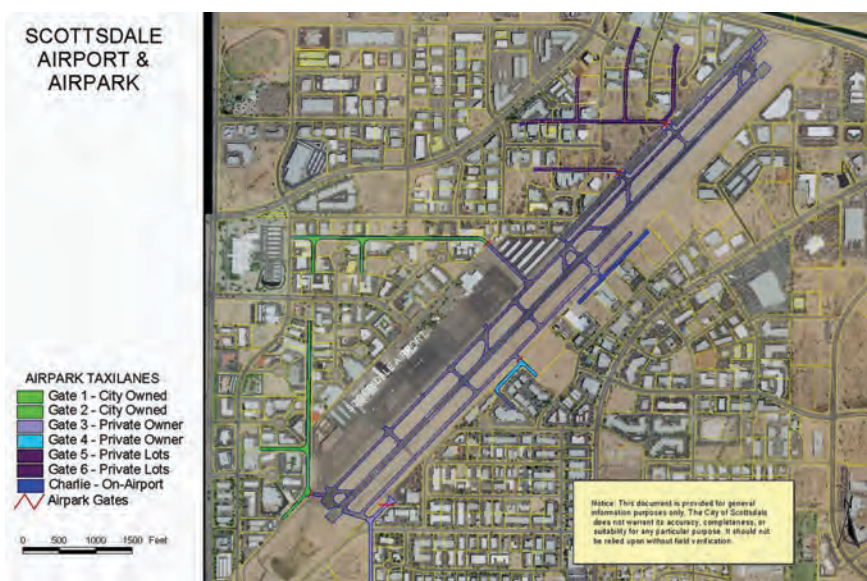 SCOTTSDALE
AIRPORT &
AIRPARK
AIRPARK TAXILANES
Gate 1 - City Owned
Gate 2 - City Owned
Gate 3 - Private Owner
Gate 4 - Private Owner
Gate 5 - Private Lots
Gate 6 - Private Lots
Charlie - On-Airport
Airpark Gates
0 500 1000 1500 Feet
Notice: This document is provided for general
information purposes only. The City of Scottsdale
does not warrant its accuracy, completeness, or
suitability for any particular purpose. It should not
be relied upon without field verification.